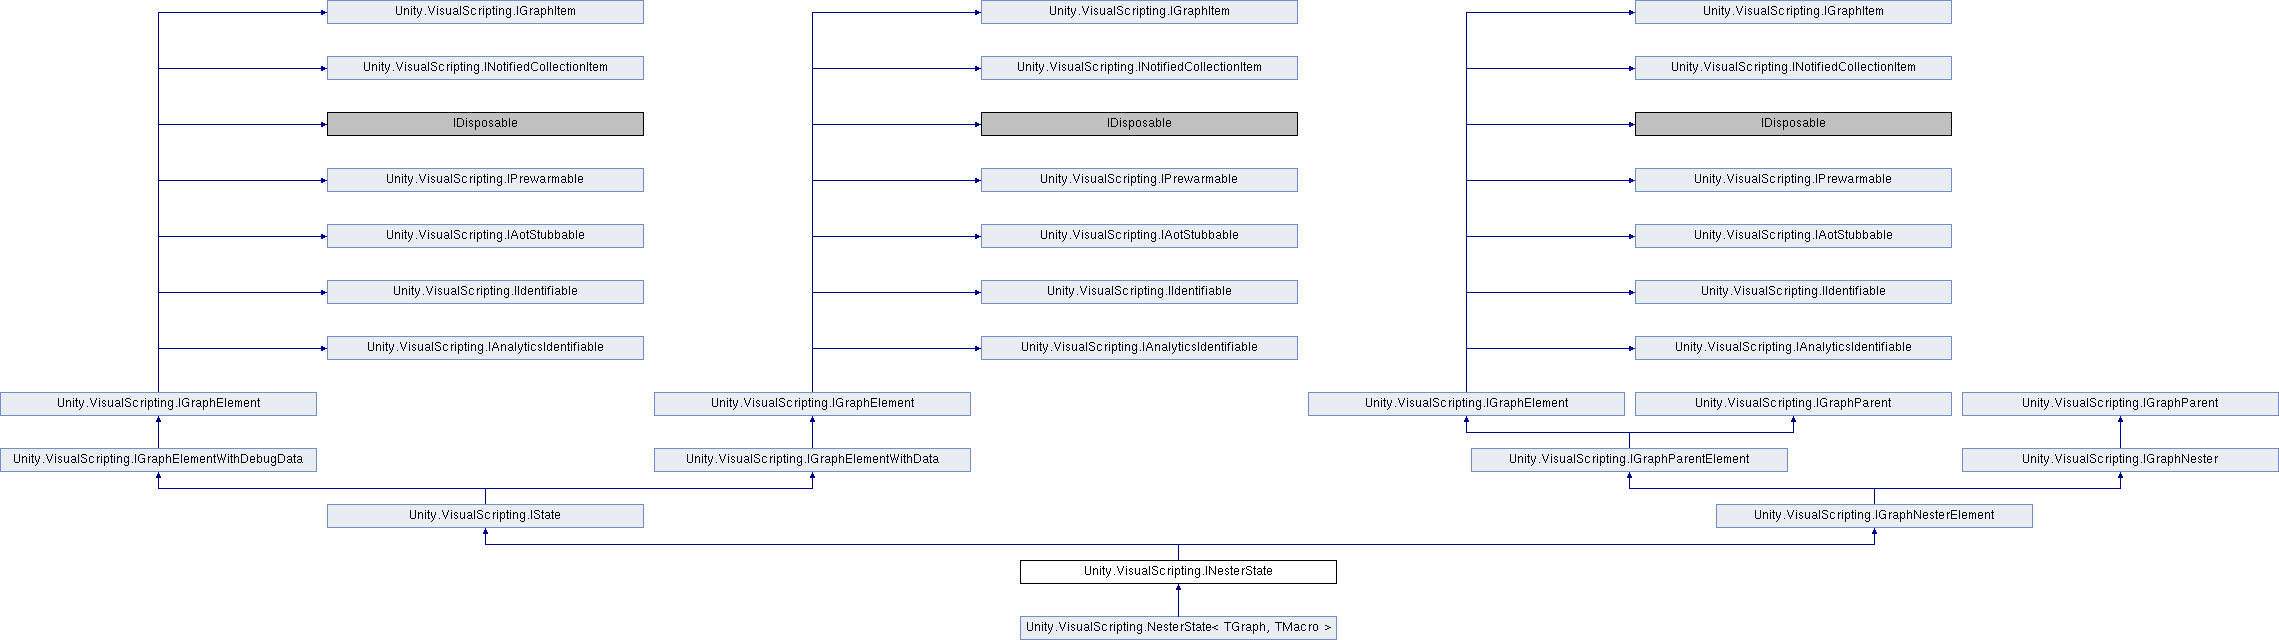 Unity.VisualScripting.IGraphItem
Unity.VisualScripting.IGraphItem
Unity.VisualScripting.IGraphItem
Unity.VisualScripting.INotifiedCollectionItem
Unity.VisualScripting.INotifiedCollectionItem
Unity.VisualScripting.INotifiedCollectionItem
IDisposable
IDisposable
IDisposable
Unity.VisualScripting.IPrewarmable
Unity.VisualScripting.IPrewarmable
Unity.VisualScripting.IPrewarmable
Unity.VisualScripting.IAotStubbable
Unity.VisualScripting.IAotStubbable
Unity.VisualScripting.IAotStubbable
Unity.VisualScripting.IIdentifiable
Unity.VisualScripting.IIdentifiable
Unity.VisualScripting.IIdentifiable
Unity.VisualScripting.IAnalyticsIdentifiable
Unity.VisualScripting.IAnalyticsIdentifiable
Unity.VisualScripting.IAnalyticsIdentifiable
Unity.VisualScripting.IGraphElement
Unity.VisualScripting.IGraphElement
Unity.VisualScripting.IGraphElement
Unity.VisualScripting.IGraphParent
Unity.VisualScripting.IGraphParent
Unity.VisualScripting.IGraphElementWithDebugData
Unity.VisualScripting.IGraphElementWithData
Unity.VisualScripting.IGraphParentElement
Unity.VisualScripting.IGraphNester
Unity.VisualScripting.IState
Unity.VisualScripting.IGraphNesterElement
Unity.VisualScripting.INesterState
Unity.VisualScripting.NesterState< TGraph, TMacro >